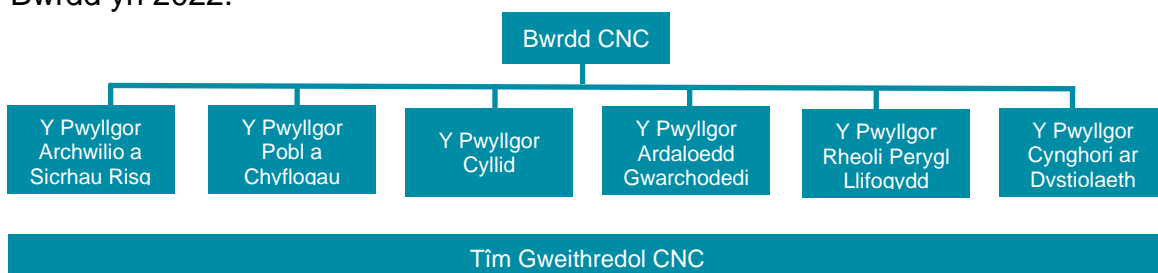 Bwrdd yn 2022.
Bwrdd CNC
Y Pwyllgor
Archwilio a
Sicrhau Risg
Y Pwyllgor
Pobl a
Chyflogau
Y Pwyllgor
Cyllid
Y Pwyllgor
Ardaloedd
Gwarchodedi
Y Pwyllgor
Rheoli Perygl
Llifogydd
Y Pwyllgor
Cynghori ar
Dystiolaeth
Tîm Gweithredol CNC